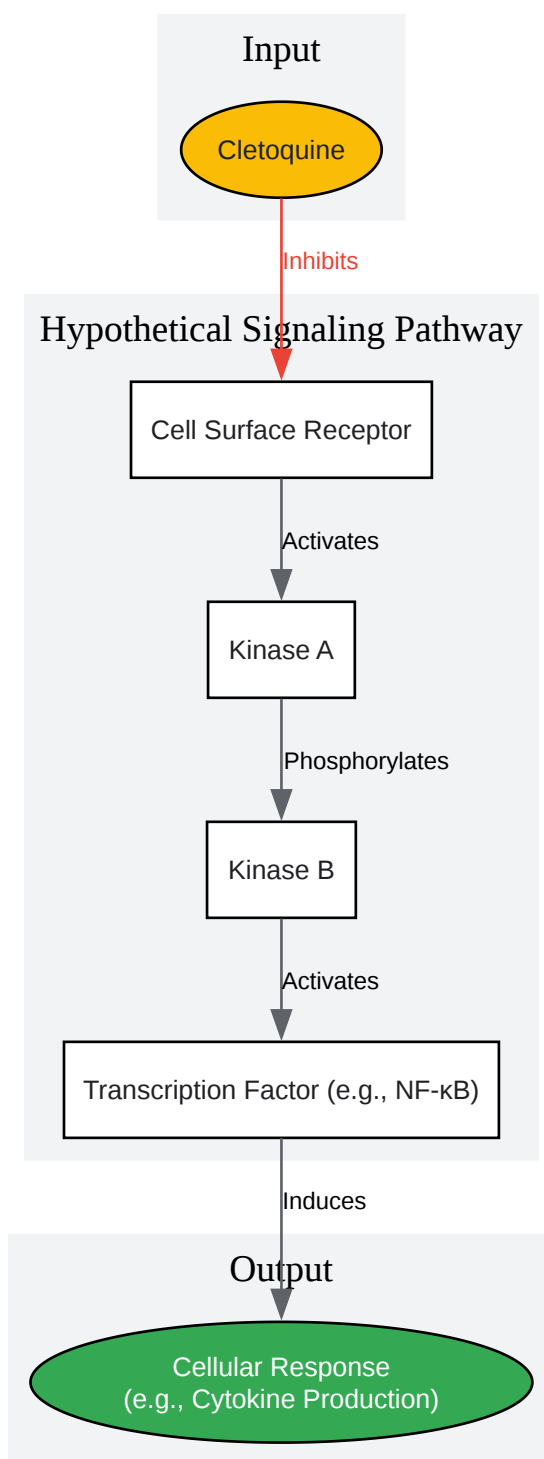 Input
Cletoquine
Inhibits
Hypothetical Signaling Pathway
Cell Surface Receptor
Activates
Kinase A
Phosphorylates
Kinase B
Activates
Transcription Factor (e.g., NF-κB)
Induces
Output
Cellular Response
(e.g., Cytokine Production)